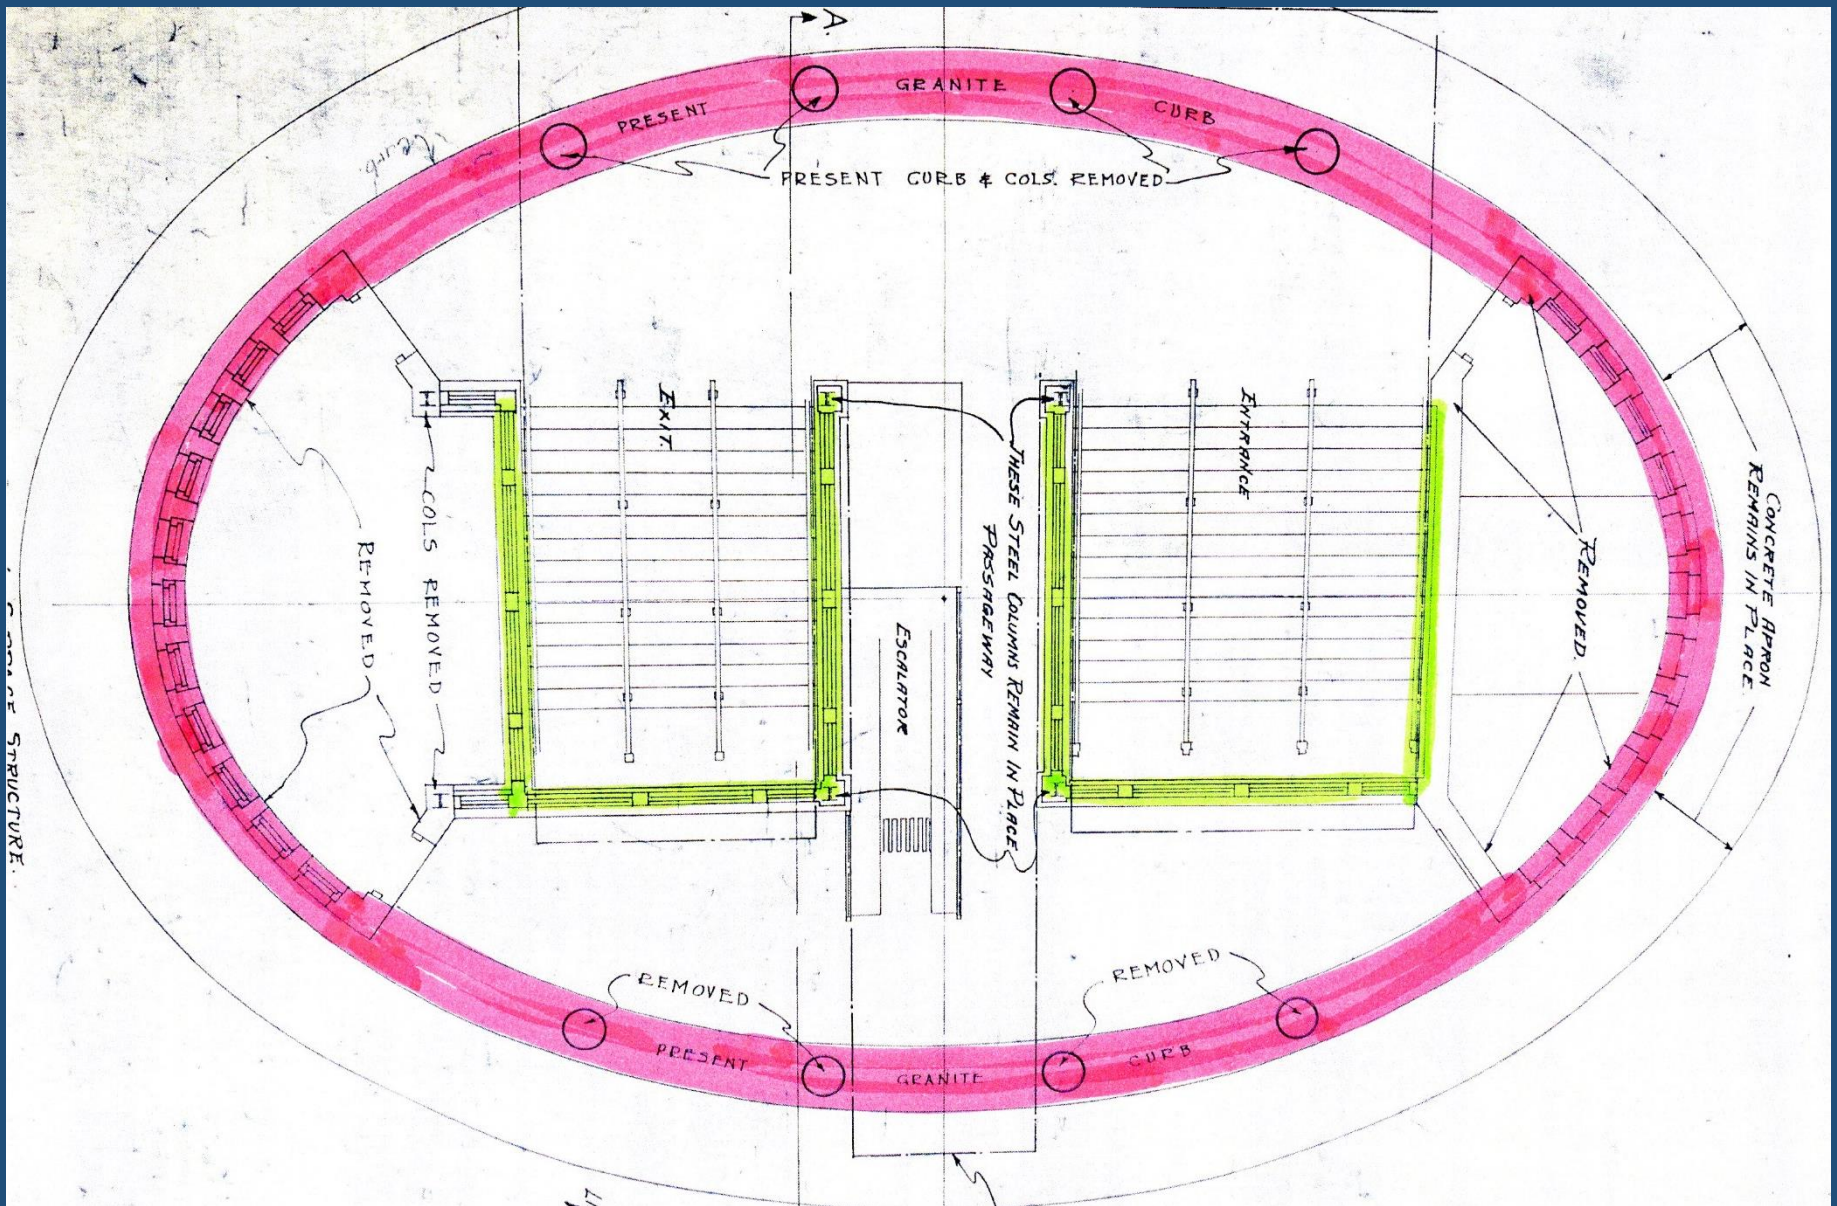 A.
PRESENT GRANITE CURB
PRESENT CURB & COLS. REMOVED
EXIT.
ENTRANCE
THESE STEEL COLUMNS REMAIN IN PLACE
PASSAGEWAY
ESCALATOR
COLS REMOVED
REMOVED
REMOVED.
CONCRETE APRON
REMAINS IN PLACE
REMOVED
REMOVED
PRESENT GRANITE CURB
STRUCTURE.